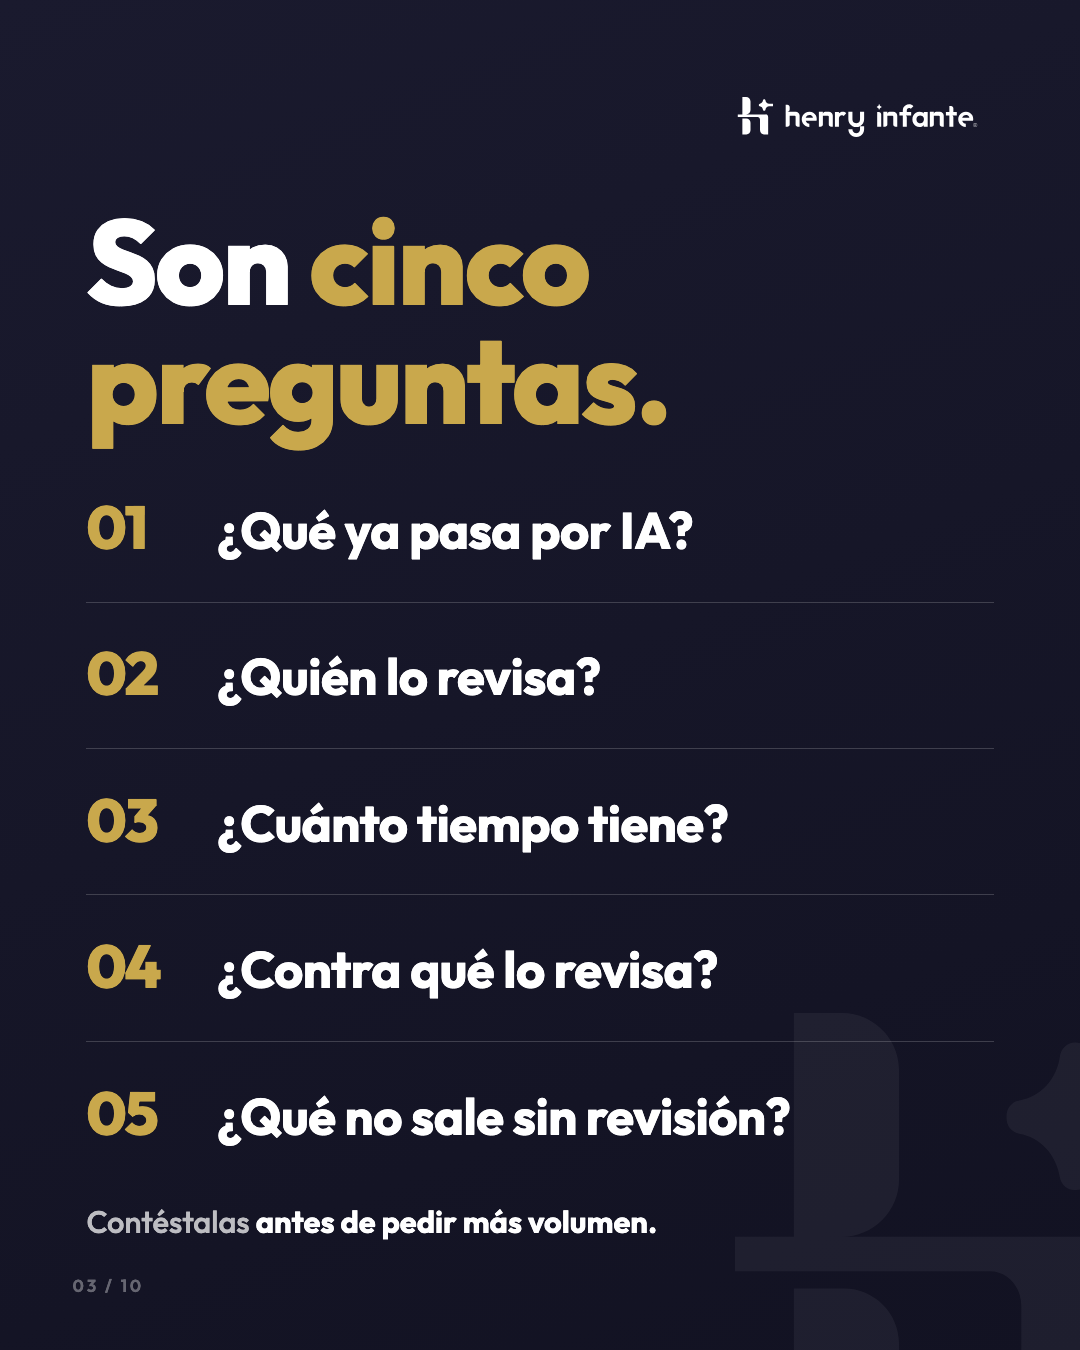 henry infante
Son cinco
preguntas.
01 ¿Qué ya pasa por IA?
02 ¿Quién lo revisa?
03 ¿Cuánto tiempo tiene?
04 ¿Contra qué lo revisa?
05 ¿Qué no sale sin revisión?
Contéstalas antes de pedir más volumen.
03 / 10